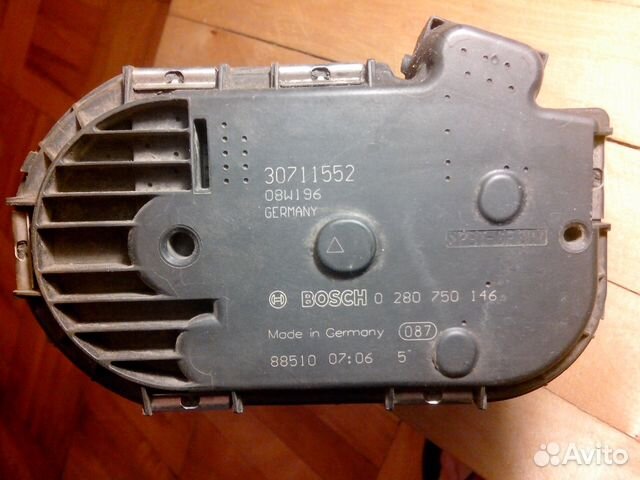 30711552
08W196
GERMANY
BOSCH 0 280 750 146
Made in Germany 087
88510 07:06 5
Avito